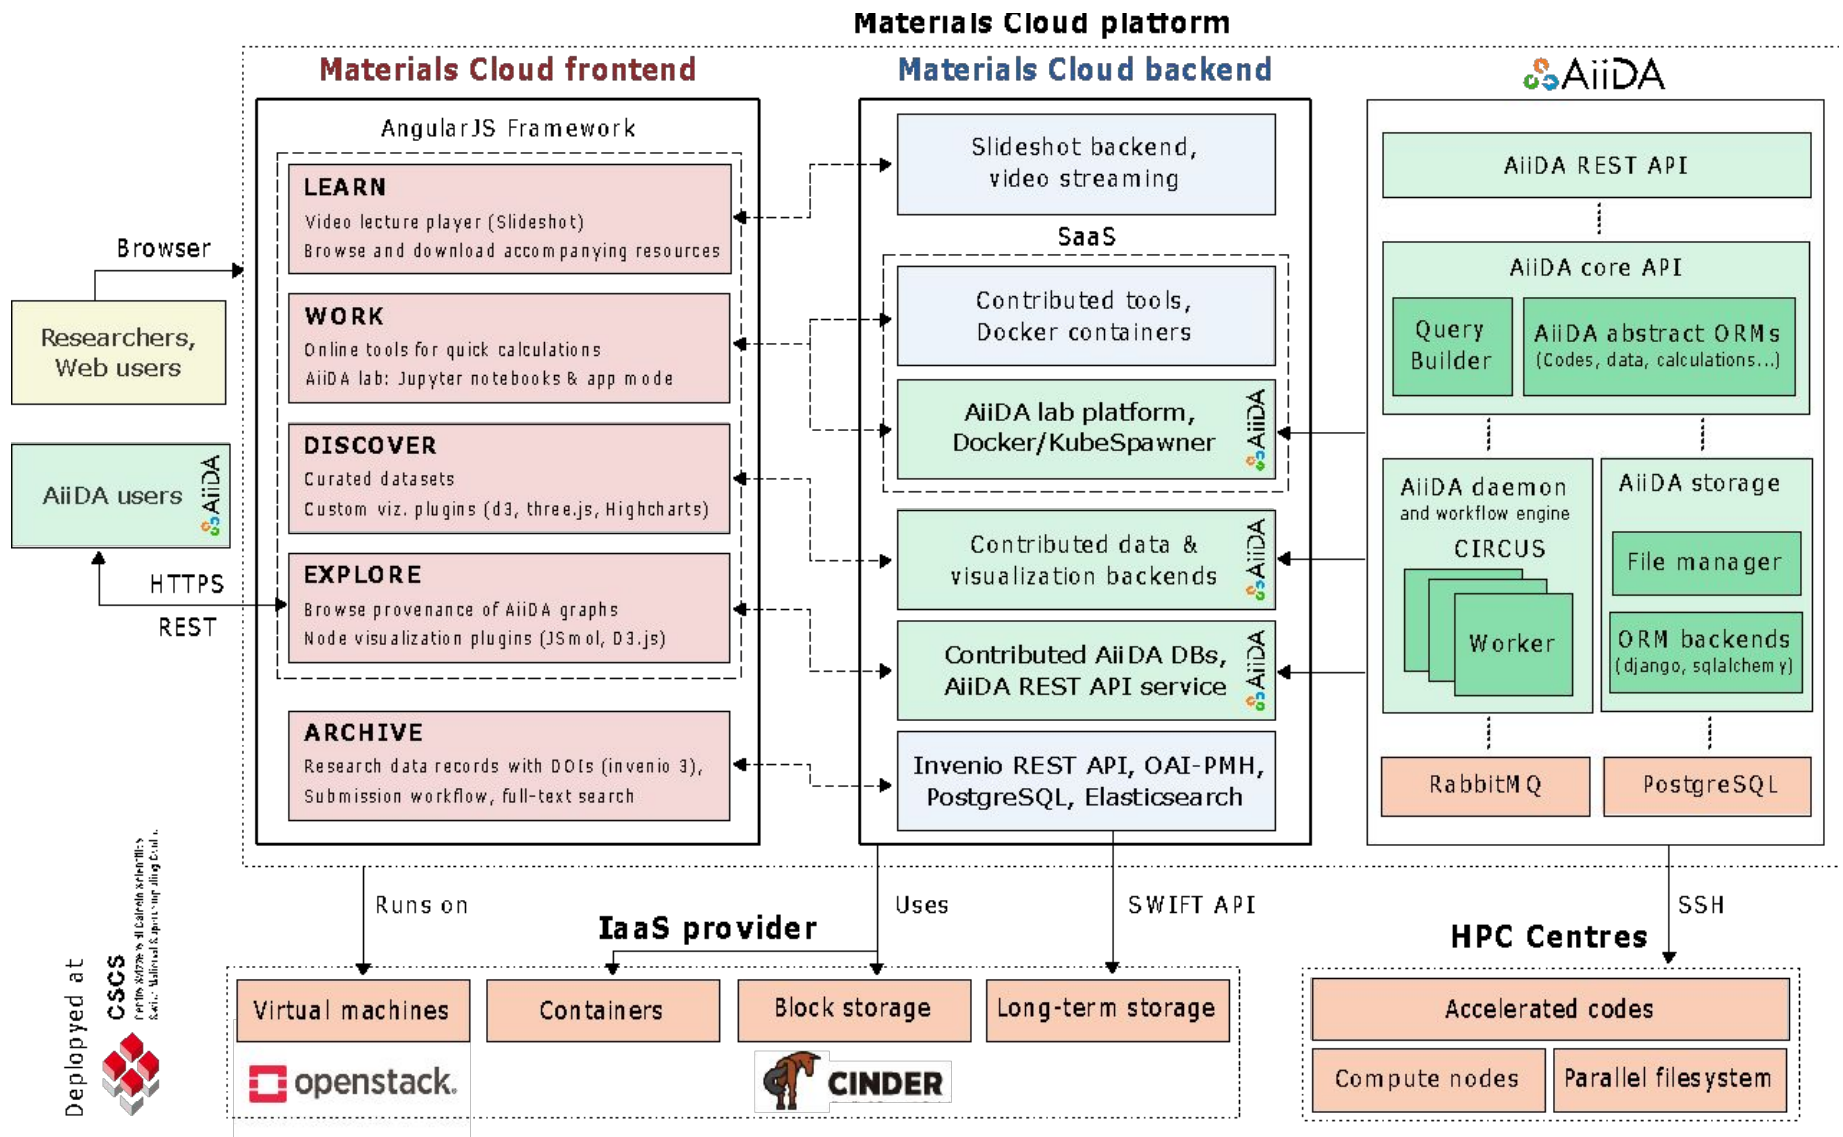 Materials Cloud platform
Materials Cloud frontend
Materials Cloud backend
AiiDA
AngularJS Framework
LEARN
Video lecture player (Slideshot)
Browse and download accompanying resources
WORK
Online tools for quick calculations
AiiDA lab: Jupyter notebooks & app mode
DISCOVER
Curated datasets
Custom viz. plugins (d3, three.js, Highcharts)
EXPLORE
Browse provenance of AiiDA graphs
Node visualization plugins (JSmol, D3.js)
ARCHIVE
Research data records with DOIs (invenio 3),
Submission workflow, full-text search
Browser
Researchers,
Web users
AiiDA users
AiiDA
HTTPS
REST
Slideshot backend,
video streaming
SaaS
Contributed tools,
Docker containers
AiiDA lab platform,
Docker/KubeSpawner
AiiDA
Contributed data &
visualization backends
AiiDA
Contributed AiiDA DBs,
AiiDA REST API service
AiiDA
Invenio REST API, OAI-PMH,
PostgreSQL, Elasticsearch
AiiDA REST API
AiiDA core API
Query
Builder
AiiDA abstract ORMs
(Codes, data, calculations...)
AiiDA daemon
and workflow engine
CIRCUS
Worker
AiiDA storage
File manager
ORM backends
(django, sqlalchemy)
RabbitMQ
PostgreSQL
Runs on
Uses
SWIFT API
SSH
IaaS provider
HPC Centres
Virtual machines
Containers
Block storage
Long-term storage
openstack.
CINDER
Accelerated codes
Compute nodes
Parallel filesystem
Deployed at
CSCS